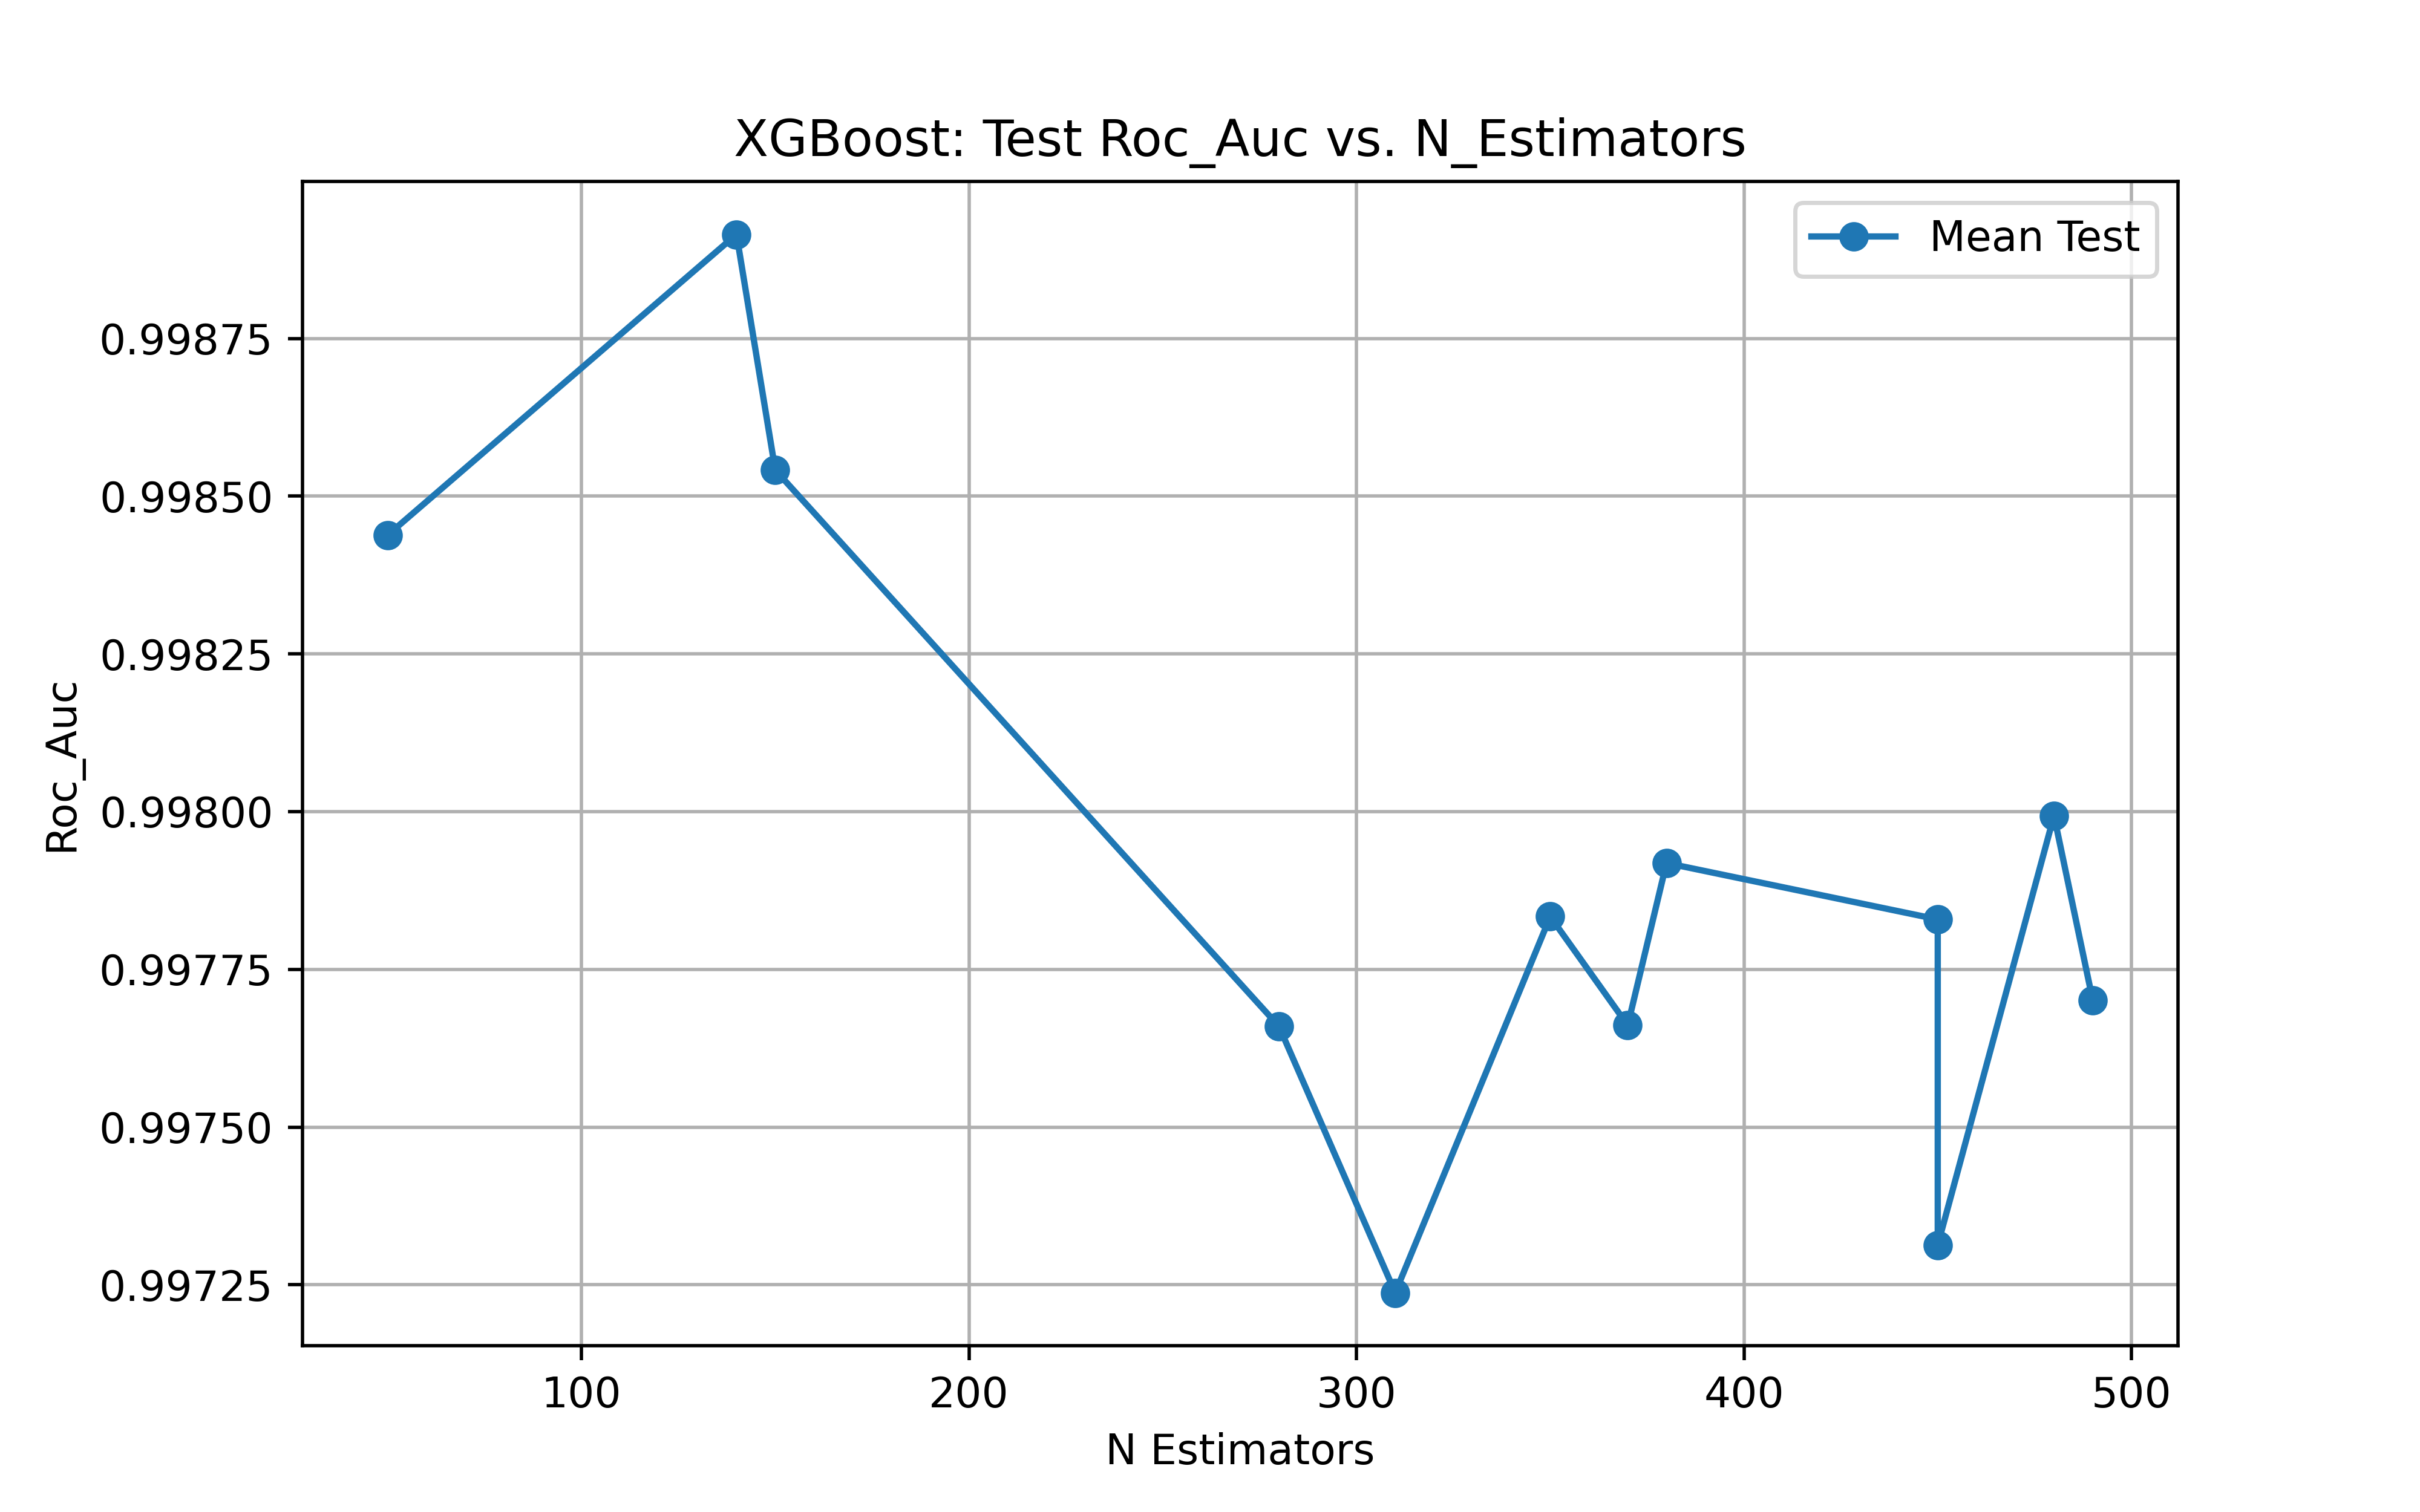 XGBoost: Test Roc_Auc vs. N_Estimators
Mean Test
Roc_Auc
0.99875
0.99850
0.99825
0.99800
0.99775
0.99750
0.99725
100 200 300 400 500
N Estimators